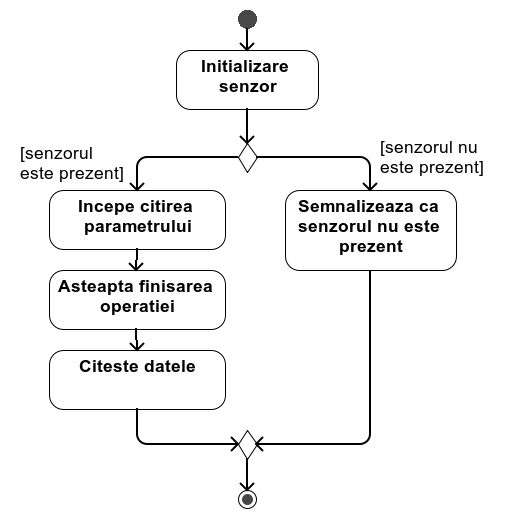 Initializare
senzor
[senzorul
este prezent]
[senzorul nu
este prezent]
Incepe citirea
parametrului
Asteapta finisarea
operatiei
Citeste datele
Semnalizeaza ca
senzorul nu este
prezent